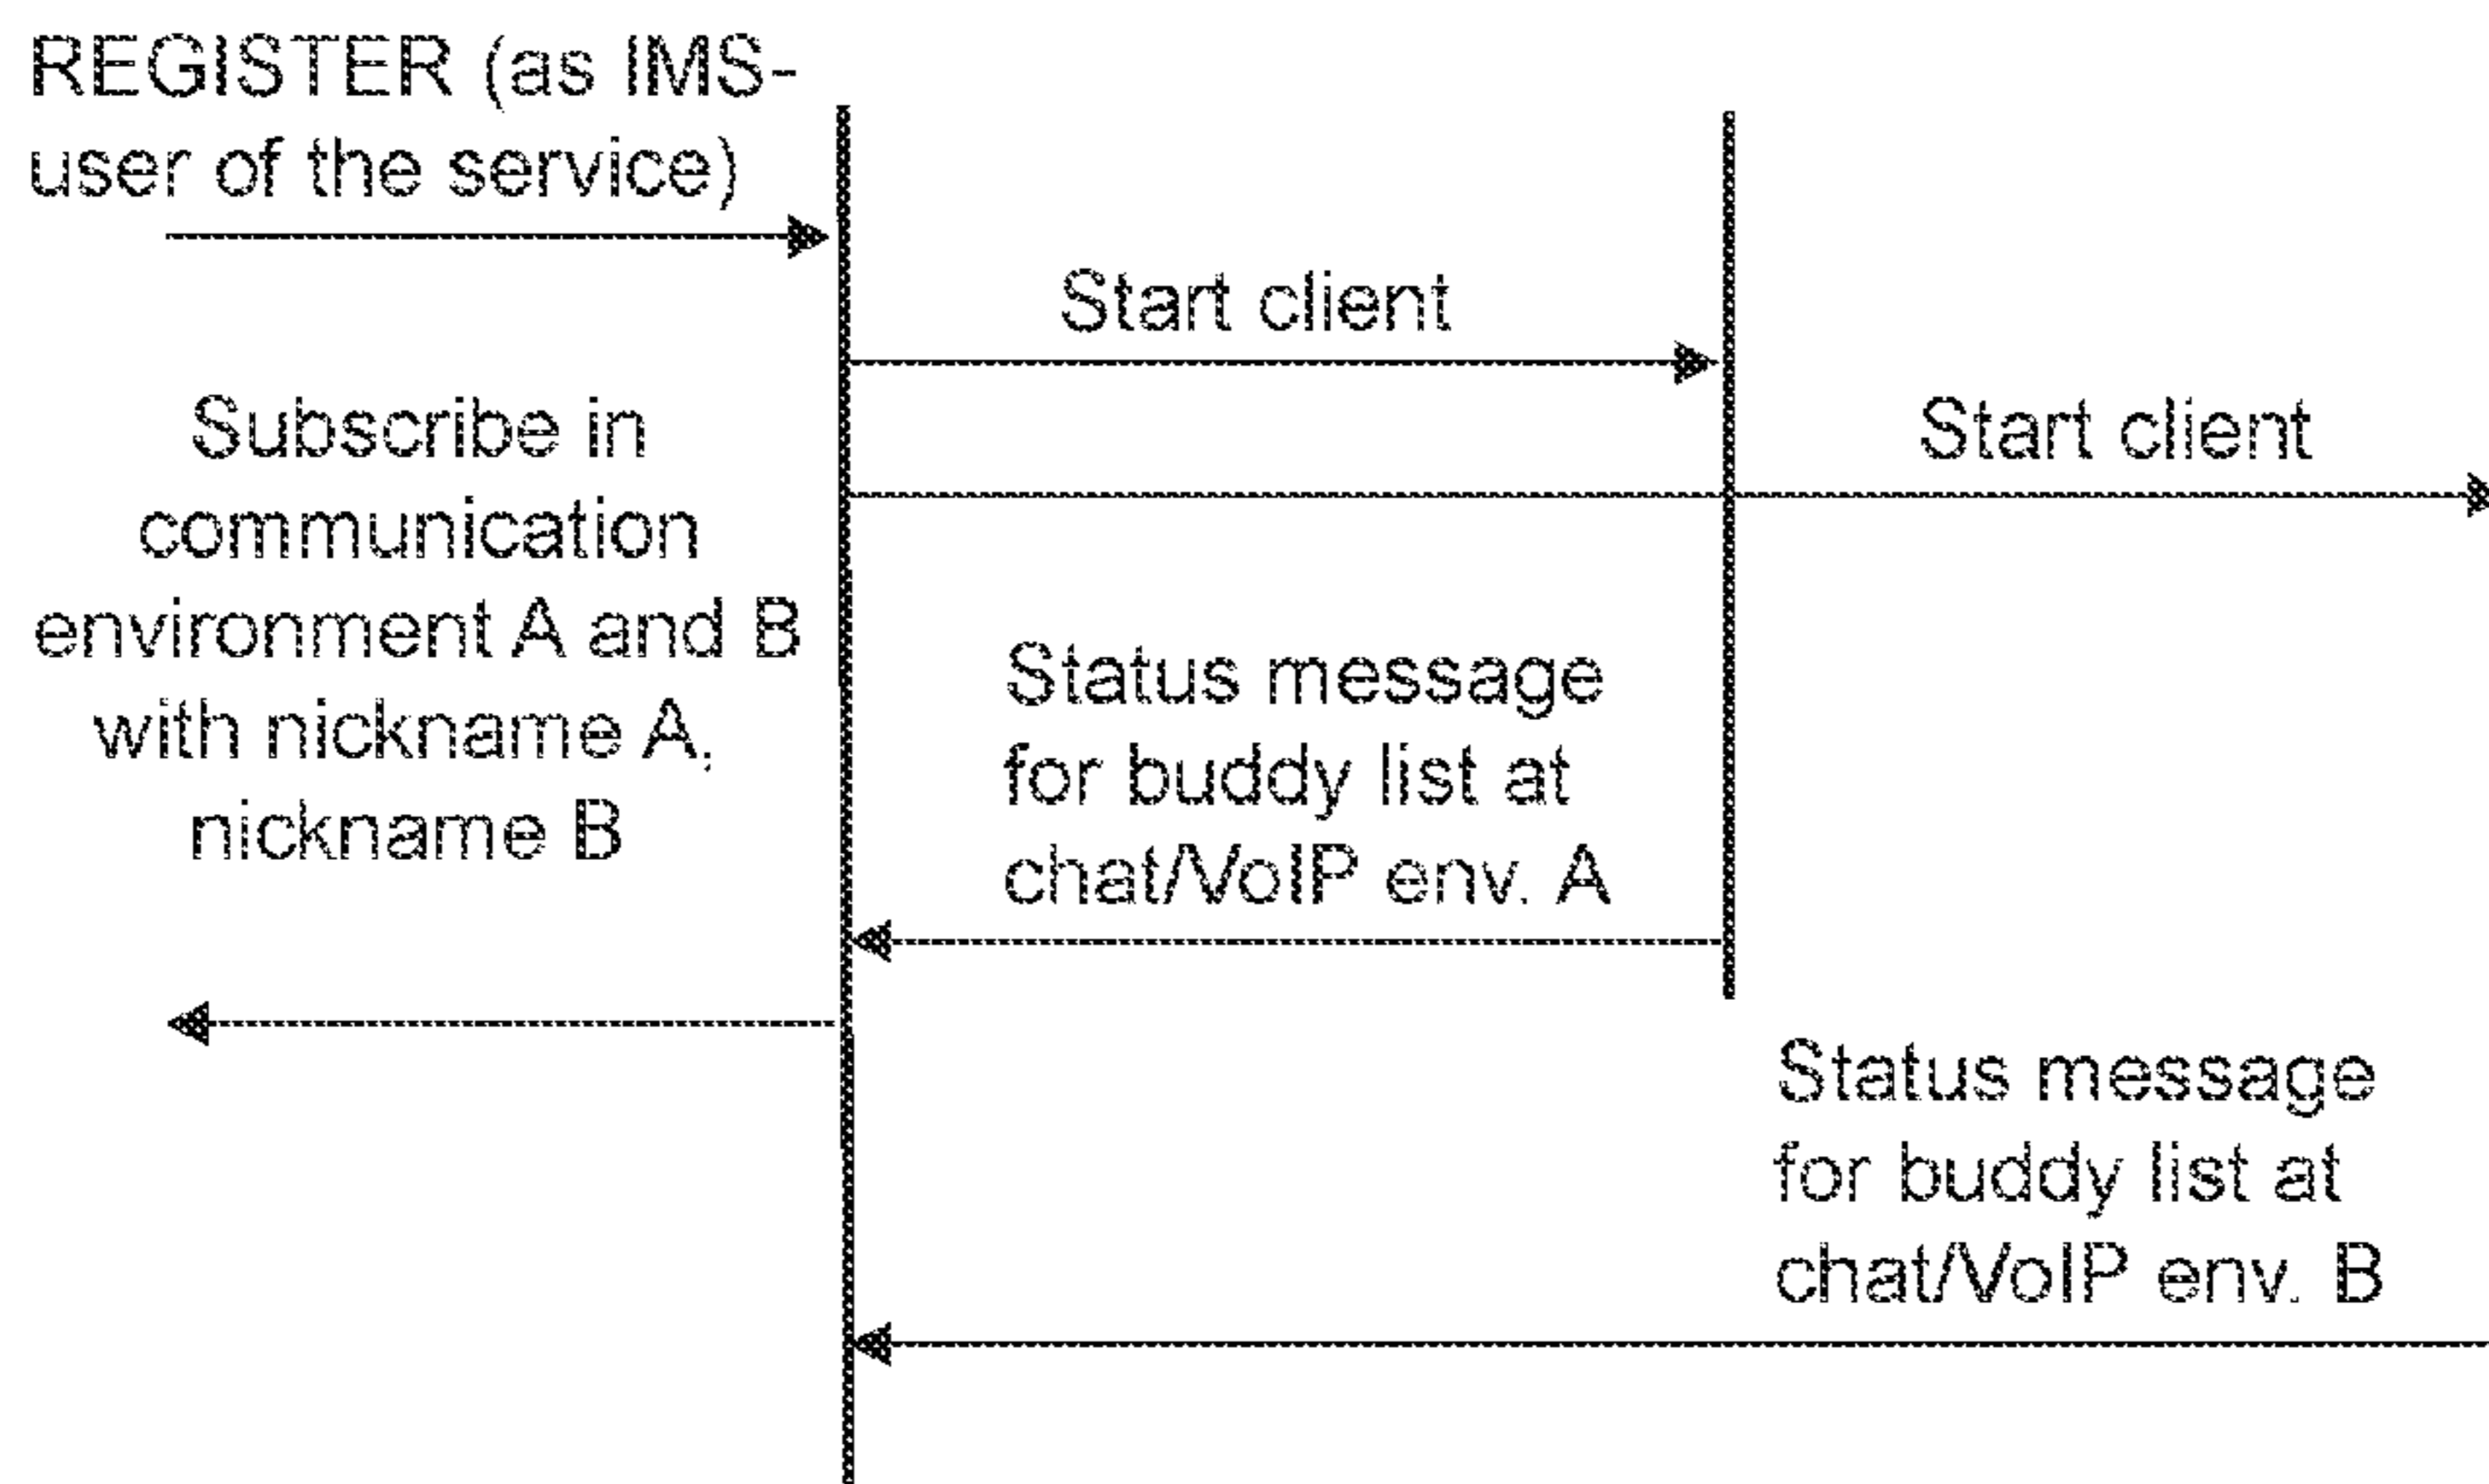 REGISTER (as IMS-
user of the service)
Start client
Subscribe in
communication
environment A and B
with nickname A,
nickname B
Start client
Status message
for buddy list at
chat/VoIP env. A
Status message
for buddy list at
chat/VoIP env. B